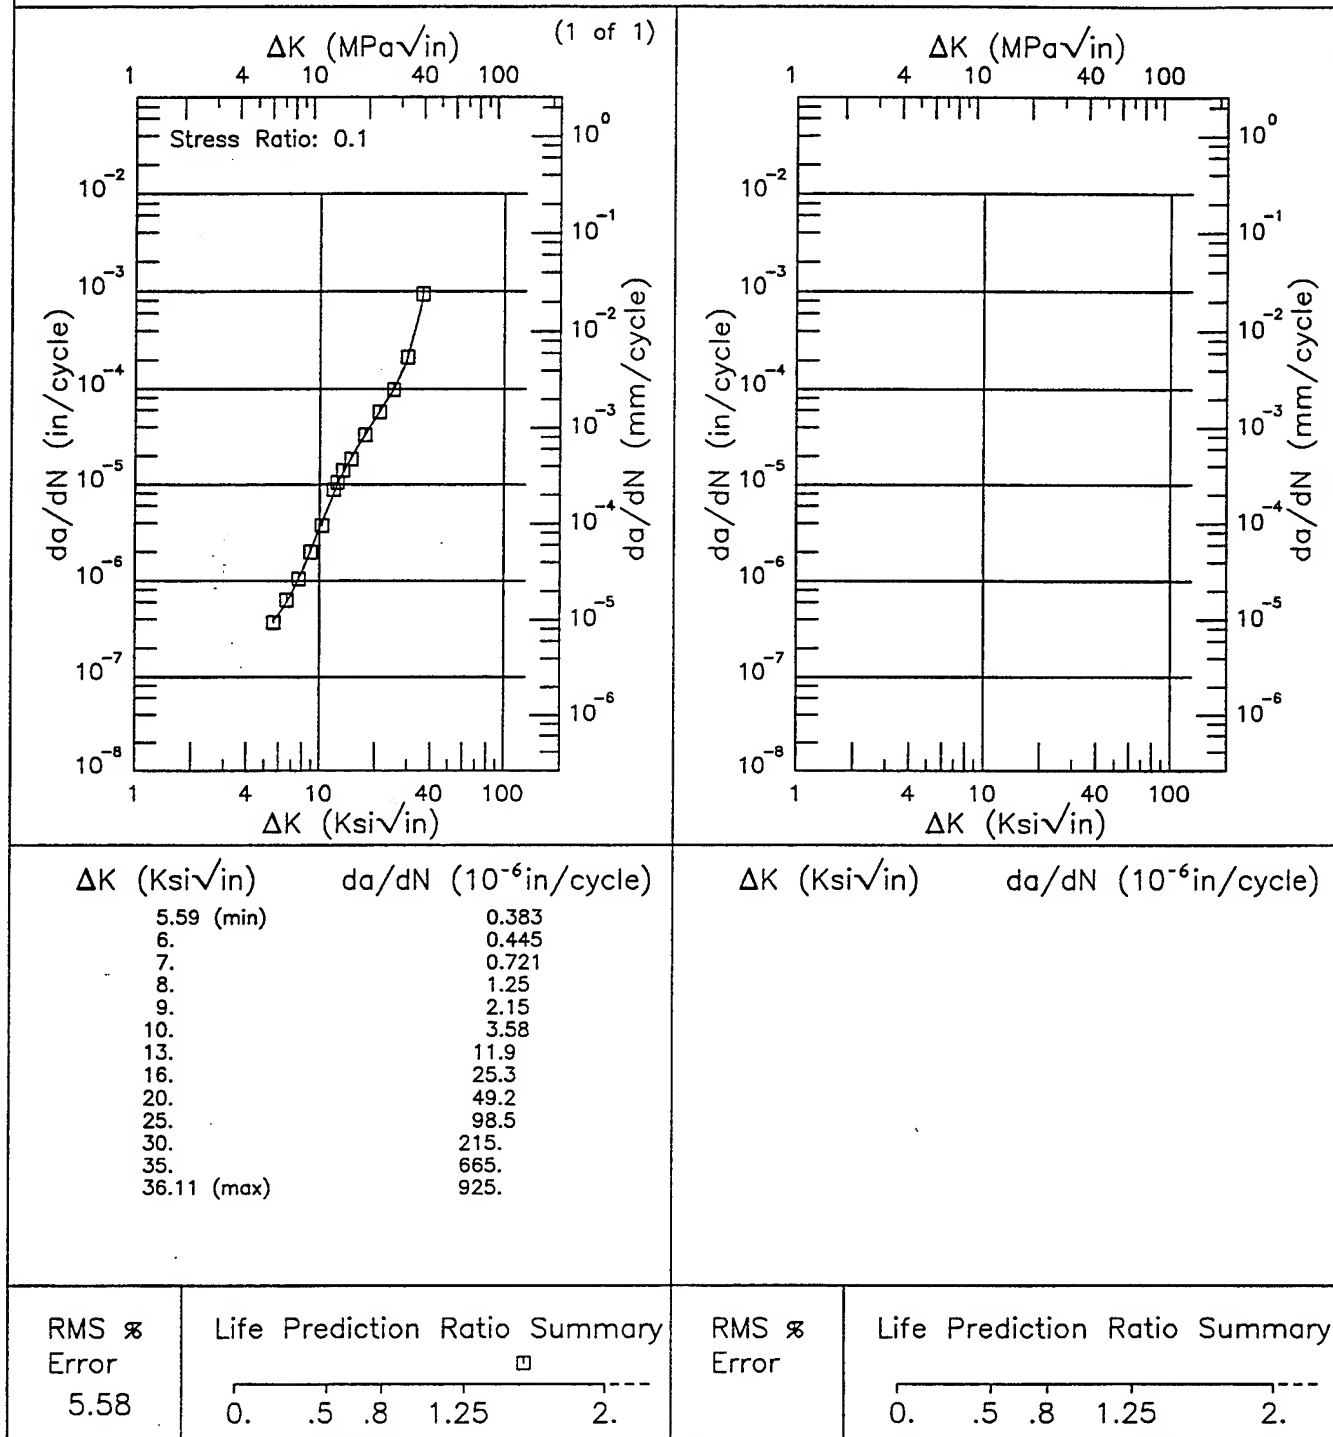 (1 of 1)
ΔK (MPa√in)
1 4 10 40 100
Stress Ratio: 0.1
da/dN (in/cycle)
10⁻²
10⁻³
10⁻⁴
10⁻⁵
10⁻⁶
10⁻⁷
10⁻⁸
10⁰
10⁻¹
10⁻²
10⁻³
10⁻⁴
10⁻⁵
10⁻⁶
da/dN (mm/cycle)
1 4 10 40 100
ΔK (Ksi√in)
ΔK (MPa√in)
1 4 10 40 100
da/dN (in/cycle)
10⁻²
10⁻³
10⁻⁴
10⁻⁵
10⁻⁶
10⁻⁷
10⁻⁸
10⁰
10⁻¹
10⁻²
10⁻³
10⁻⁴
10⁻⁵
10⁻⁶
da/dN (mm/cycle)
1 4 10 40 100
ΔK (Ksi√in)
ΔK (Ksi√in) da/dN (10⁻⁶in/cycle)
5.59 (min) 0.383
6. 0.445
7. 0.721
8. 1.25
9. 2.15
10. 3.58
13. 11.9
16. 25.3
20. 49.2
25. 98.5
30. 215.
35. 665.
36.11 (max) 925.
ΔK (Ksi√in) da/dN (10⁻⁶in/cycle)
RMS %
Error
5.58
Life Prediction Ratio Summary
0. .5 .8 1.25 2.
RMS %
Error
Life Prediction Ratio Summary
0. .5 .8 1.25 2.